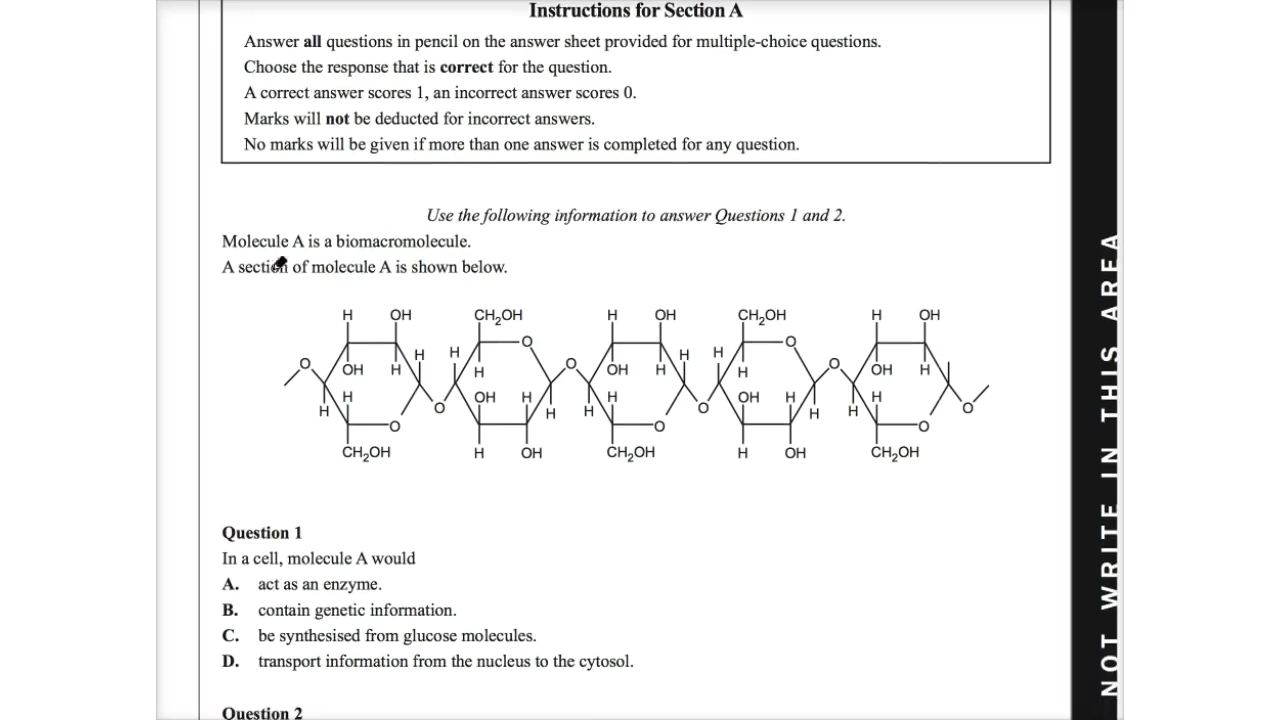 Instructions for Section A
Answer all questions in pencil on the answer sheet provided for multiple-choice questions.
Choose the response that is correct for the question.
A correct answer scores 1, an incorrect answer scores 0.
Marks will not be deducted for incorrect answers.
No marks will be given if more than one answer is completed for any question.
Use the following information to answer Questions 1 and 2.
Molecule A is a biomacromolecule.
A section of molecule A is shown below.
H OH CH2OH H OH CH2OH H OH
O O
H H H H
O O O
OH H H OH H H OH H
H OH H H OH H H
H H H H H
O O O
O O O
CH2OH H OH CH2OH H OH CH2OH
Question 1
In a cell, molecule A would
A. act as an enzyme.
B. contain genetic information.
C. be synthesised from glucose molecules.
D. transport information from the nucleus to the cytosol.
Question 2
NOT WRITE IN THIS AREA